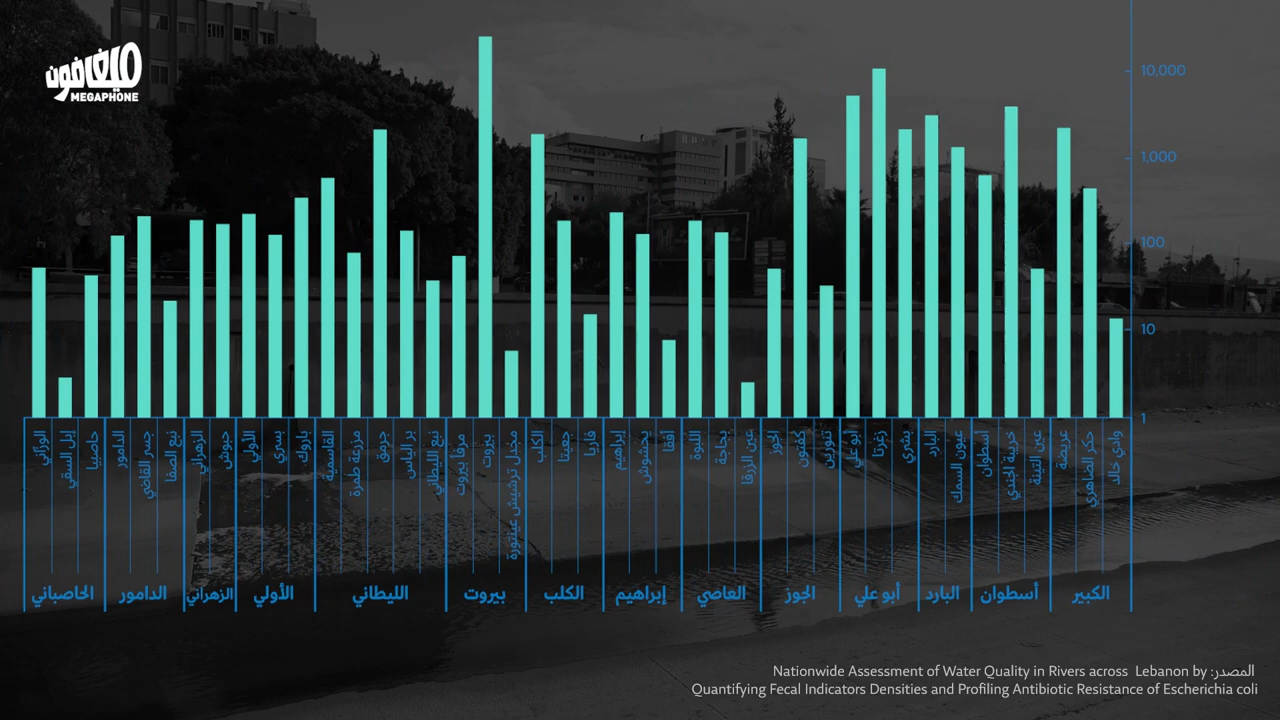 ميغافون
MEGAPHONE
10,000
1,000
100
10
1
وادي خالد
حكر الضاهري
عريضة
عين التينة
خريبة الجندي
أسطوان
عيون السمك
البارد
بشري
زغرتا
أبو علي
تنورين
كفتون
الجوز
عين الزرقا
يحاجة
اللبوة
أفقا
يحشوش
إبراهيم
فاريا
جعيتا
الكلب
مجدل ترشيش عينتورة
بيروت
مرفأ بيروت
نبع الليطاني
بر الياس
جرمق
مزرعة طمرة
القاسمية
باروك
بسري
الأولي
حبوش
الزهراني
نبع الصفا
جسر القاضي
الدامور
حاصبيا
إبل السقي
الوزاني
الكبير
أسطوان
البارد
أبو علي
الجوز
العاصي
إبراهيم
الكلب
بيروت
الليطاني
الأولي
الزهراني
الدامور
الحاصباني
المصدر: Nationwide Assessment of Water Quality in Rivers across Lebanon by
Quantifying Fecal Indicators Densities and Profiling Antibiotic Resistance of Escherichia coli